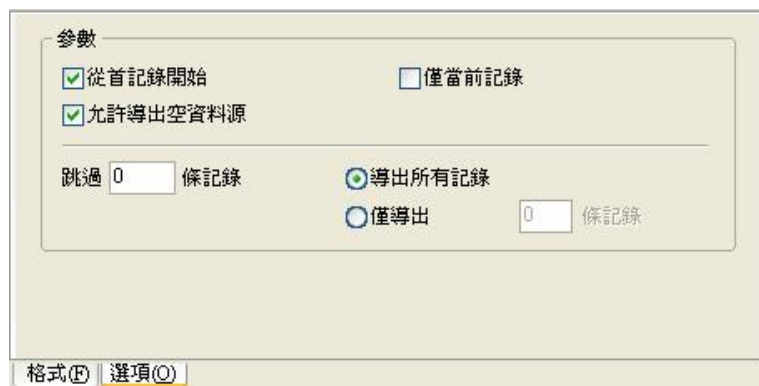 參數
從首記錄開始 僅當前記錄
允許導出空資料源
跳過 0 條記錄 導出所有記錄
僅導出 0 條記錄
格式(F) 選項(O)